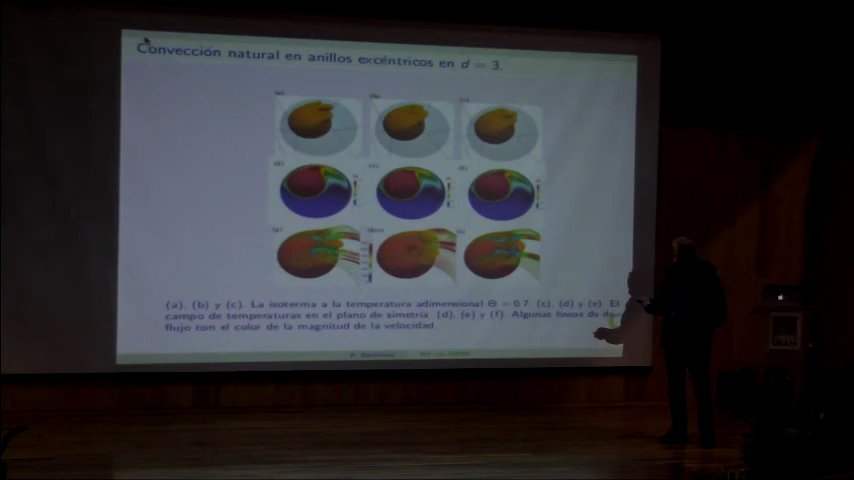 Convección natural en anillos excéntricos en d = 3.
(a), (b) y (c). La isoterma a la temperatura adimensional Θ = 0.7. (c), (d) y (e). El
campo de temperaturas en el plano de simetría. (d), (e) y (f). Algunas líneas de
flujo con el color de la magnitud de la velocidad.